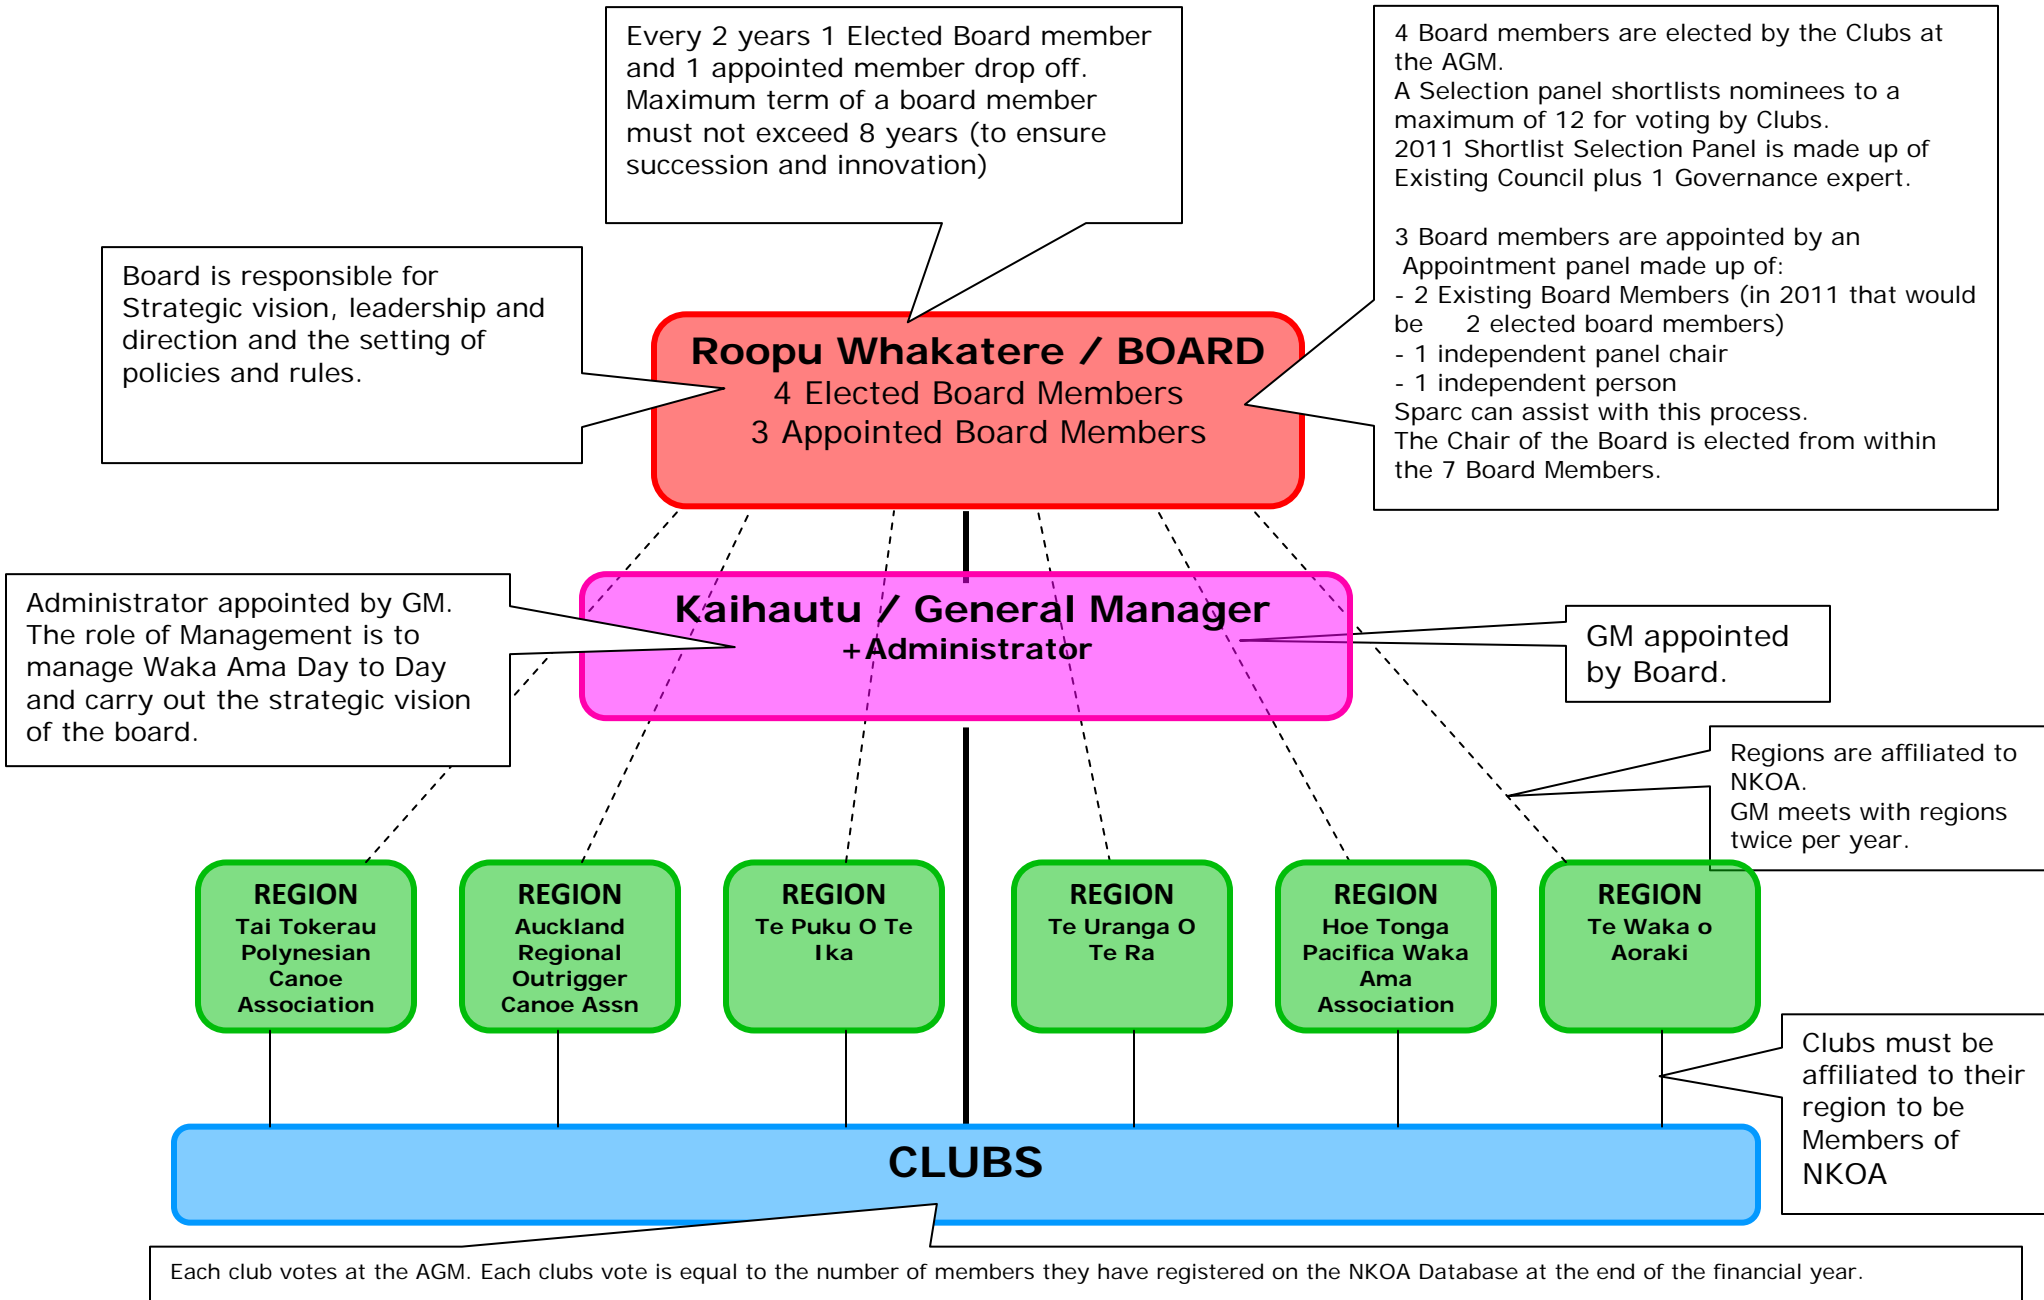 Every 2 years 1 Elected Board member
and 1 appointed member drop off.
Maximum term of a board member
must not exceed 8 years (to ensure
succession and innovation)
4 Board members are elected by the Clubs at
the AGM.
A Selection panel shortlists nominees to a
maximum of 12 for voting by Clubs.
2011 Shortlist Selection Panel is made up of
Existing Council plus 1 Governance expert.
3 Board members are appointed by an
Appointment panel made up of:
- 2 Existing Board Members (in 2011 that would
be 2 elected board members)
- 1 independent panel chair
- 1 independent person
Sparc can assist with this process.
The Chair of the Board is elected from within
the 7 Board Members.
Board is responsible for
Strategic vision, leadership and
direction and the setting of
policies and rules.
Roopu Whakatere / BOARD
4 Elected Board Members
3 Appointed Board Members
Administrator appointed by GM.
The role of Management is to
manage Waka Ama Day to Day
and carry out the strategic vision
of the board.
Kaihautu / General Manager
+Administrator
GM appointed
by Board.
Regions are affiliated to
NKOA.
GM meets with regions
twice per year.
REGION
Tai Tokerau
Polynesian
Canoe
Association
REGION
Auckland
Regional
Outrigger
Canoe Assn
REGION
Te Puku O Te
Ika
REGION
Te Uranga O
Te Ra
REGION
Hoe Tonga
Pacifica Waka
Ama
Association
REGION
Te Waka o
Aoraki
Clubs must be
affiliated to their
region to be
Members of
NKOA
CLUBS
Each club votes at the AGM. Each clubs vote is equal to the number of members they have registered on the NKOA Database at the end of the financial year.